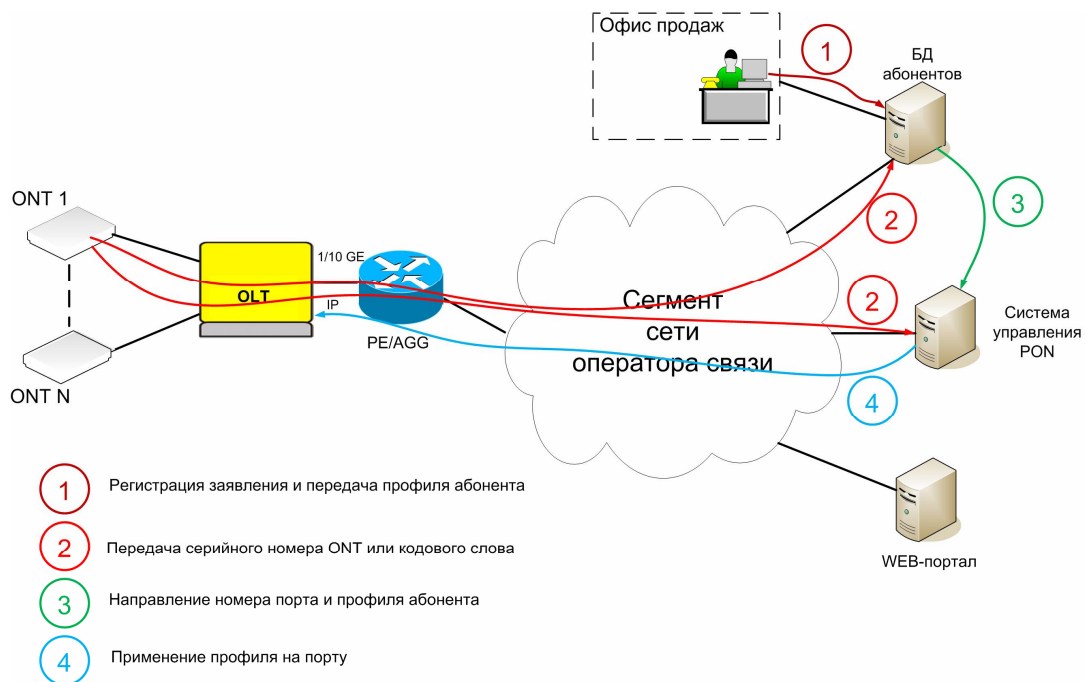 Офис продаж
1
БД
абонентов
ONT 1
2
3
1/10 GE
OLT
IP
PE/AGG
Сегмент
сети
оператора связи
2
Система
управления
PON
ONT N
4
1 Регистрация заявления и передача профиля абонента
2 Передача серийного номера ONT или кодового слова
WEB-портал
3 Направление номера порта и профиля абонента
4 Применение профиля на порту